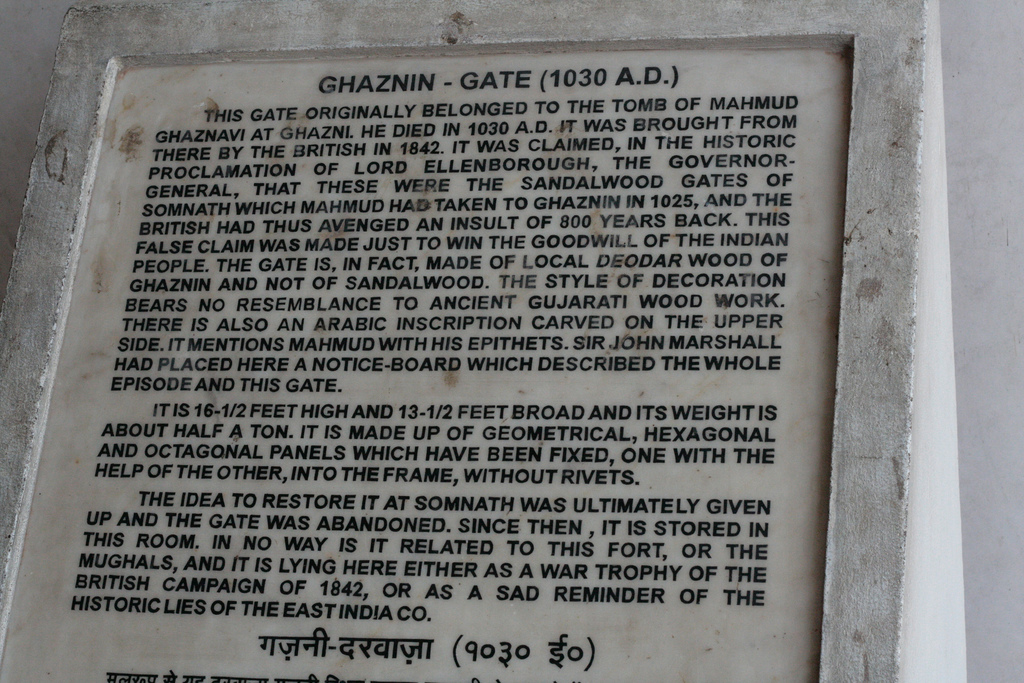 GHAZNIN - GATE (1030 A.D.)
THIS GATE ORIGINALLY BELONGED TO THE TOMB OF MAHMUD
GHAZNAVI AT GHAZNI. HE DIED IN 1030 A.D. IT WAS BROUGHT FROM
THERE BY THE BRITISH IN 1842. IT WAS CLAIMED, IN THE HISTORIC
PROCLAMATION OF LORD ELLENBOROUGH, THE GOVERNOR-
GENERAL, THAT THESE WERE THE SANDALWOOD GATES OF
SOMNATH WHICH MAHMUD HAD TAKEN TO GHAZNIN IN 1025, AND THE
BRITISH HAD THUS AVENGED AN INSULT OF 800 YEARS BACK. THIS
FALSE CLAIM WAS MADE JUST TO WIN THE GOODWILL OF THE INDIAN
PEOPLE. THE GATE IS, IN FACT, MADE OF LOCAL DEODAR WOOD OF
GHAZNIN AND NOT OF SANDALWOOD. THE STYLE OF DECORATION
BEARS NO RESEMBLANCE TO ANCIENT GUJARATI WOOD WORK.
THERE IS ALSO AN ARABIC INSCRIPTION CARVED ON THE UPPER
SIDE. IT MENTIONS MAHMUD WITH HIS EPITHETS. SIR JOHN MARSHALL
HAD PLACED HERE A NOTICE-BOARD WHICH DESCRIBED THE WHOLE
EPISODE AND THIS GATE.
IT IS 16-1/2 FEET HIGH AND 13-1/2 FEET BROAD AND ITS WEIGHT IS
ABOUT HALF A TON. IT IS MADE UP OF GEOMETRICAL, HEXAGONAL
AND OCTAGONAL PANELS WHICH HAVE BEEN FIXED, ONE WITH THE
HELP OF THE OTHER, INTO THE FRAME, WITHOUT RIVETS.
THE IDEA TO RESTORE IT AT SOMNATH WAS ULTIMATELY GIVEN
UP AND THE GATE WAS ABANDONED. SINCE THEN , IT IS STORED IN
THIS ROOM. IN NO WAY IS IT RELATED TO THIS FORT, OR THE
MUGHALS, AND IT IS LYING HERE EITHER AS A WAR TROPHY OF THE
BRITISH CAMPAIGN OF 1842, OR AS A SAD REMINDER OF THE
HISTORIC LIES OF THE EAST INDIA CO.
गज़नी-दरवाज़ा (१०३० ई०)